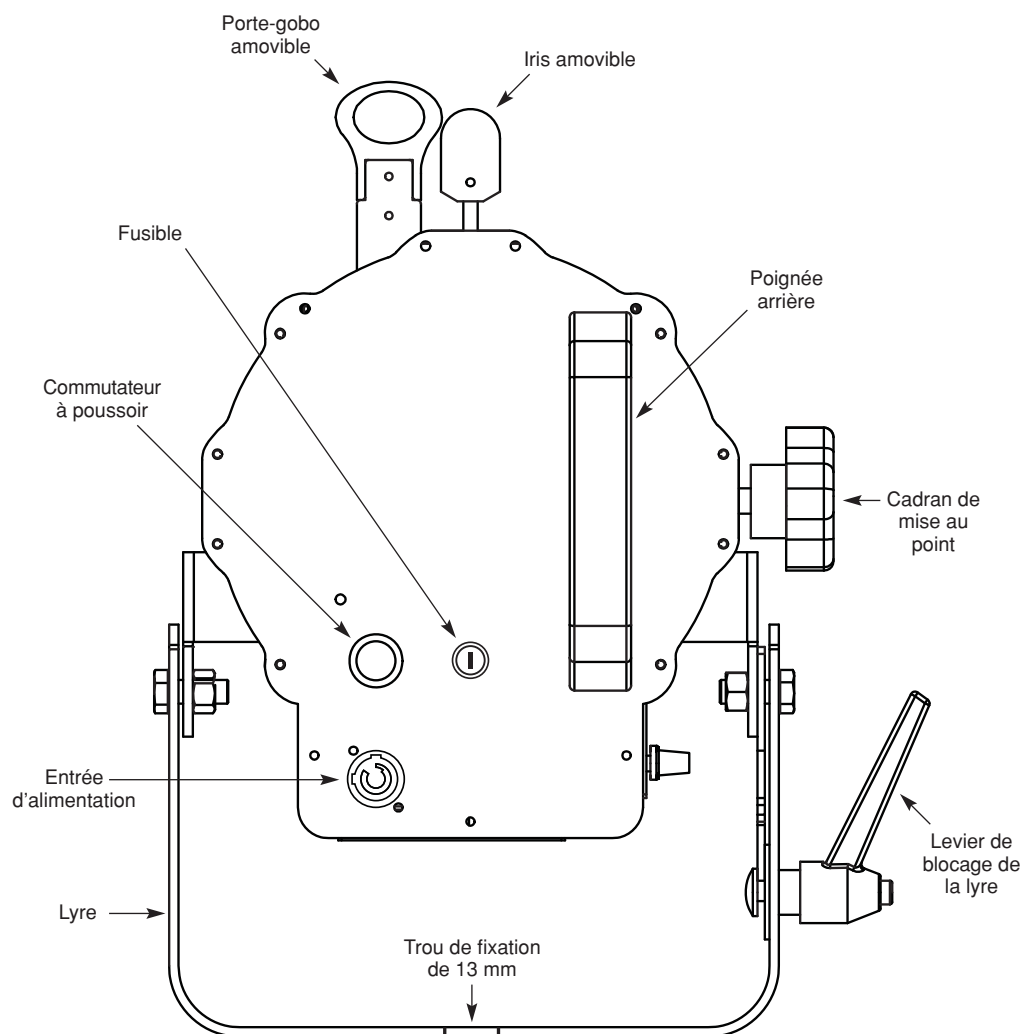 Porte-gobo
amovible
Iris amovible
Fusible
Poignée
arrière
Commutateur
à poussoir
Cadran de
mise au
point
Entrée
d'alimentation
Levier de
blocage de
la lyre
Lyre
Trou de fixation
de 13 mm